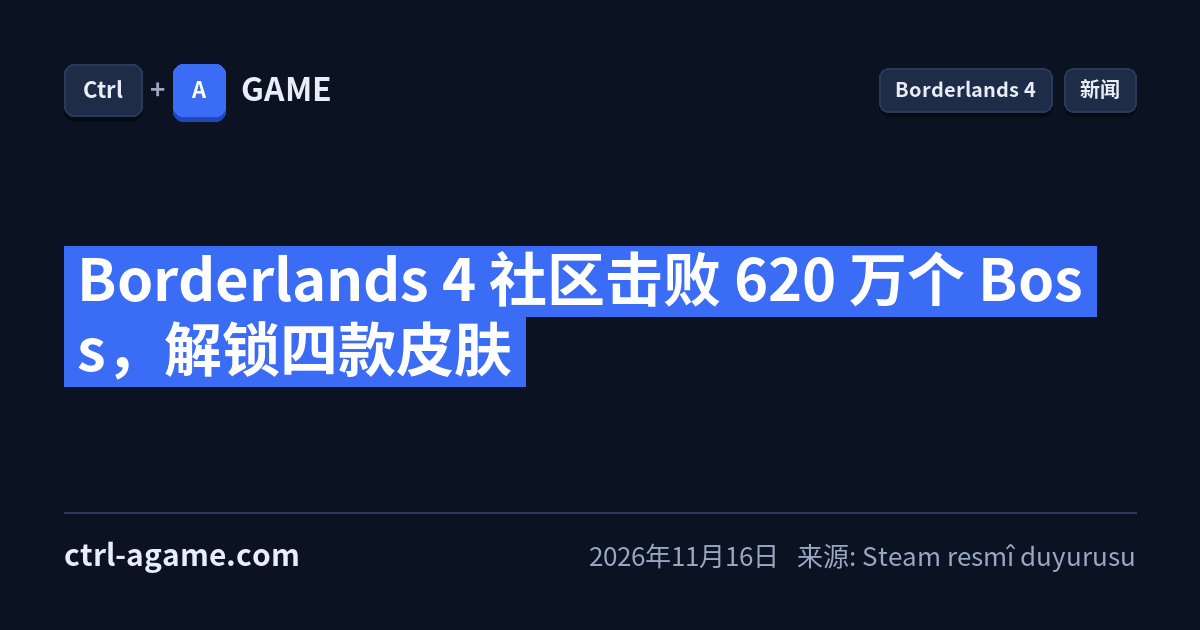 Ctrl + A GAME
Borderlands 4 新闻
Borderlands 4 社区击败 620 万个 Bos
s，解锁四款皮肤
ctrl-agame.com
2026年11月16日 来源: Steam resmî duyurusu